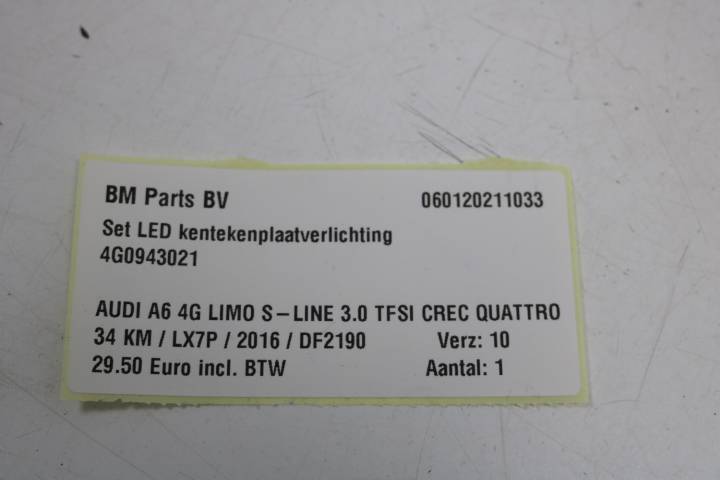 BM Parts BV 060120211033
Set LED kentekenplaatverlichting
4G0943021
AUDI A6 4G LIMO S-LINE 3.0 TFSI CREC QUATTRO
34 KM / LX7P / 2016 / DF2190 Verz: 10
29.50 Euro incl. BTW Aantal: 1